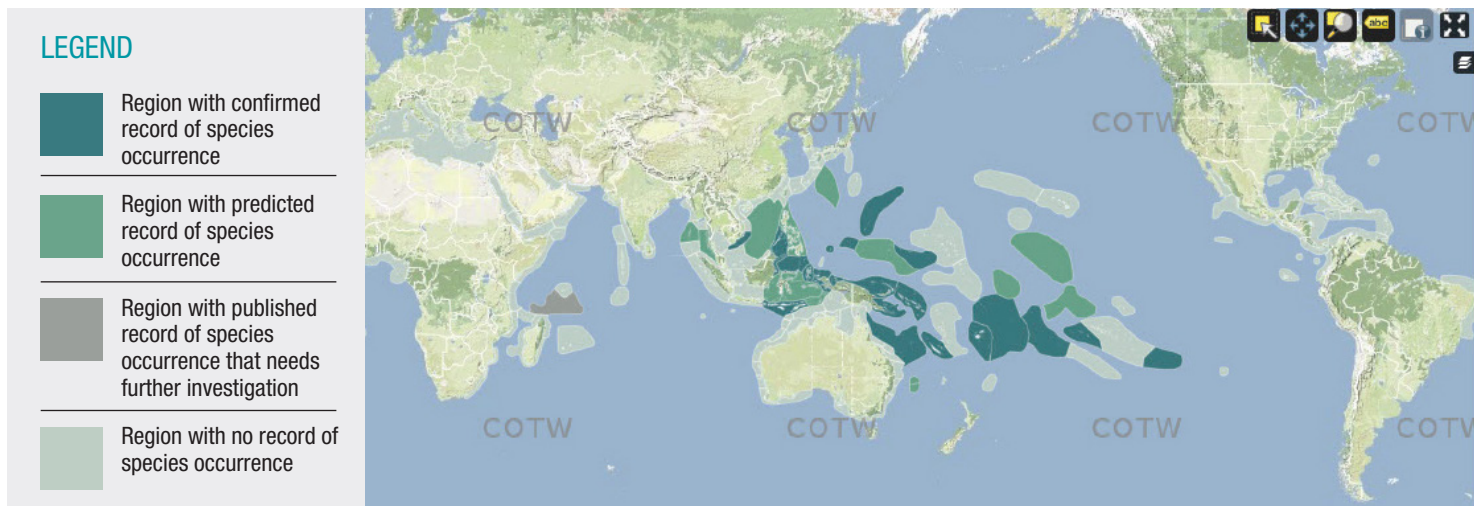 LEGEND
Region with confirmed
record of species
occurrence
Region with predicted
record of species
occurrence
Region with published
record of species
occurrence that needs
further investigation
Region with no record of
species occurrence
abc
i
COTW
COTW
COTW
COTW
COTW
COTW
COTW
COTW